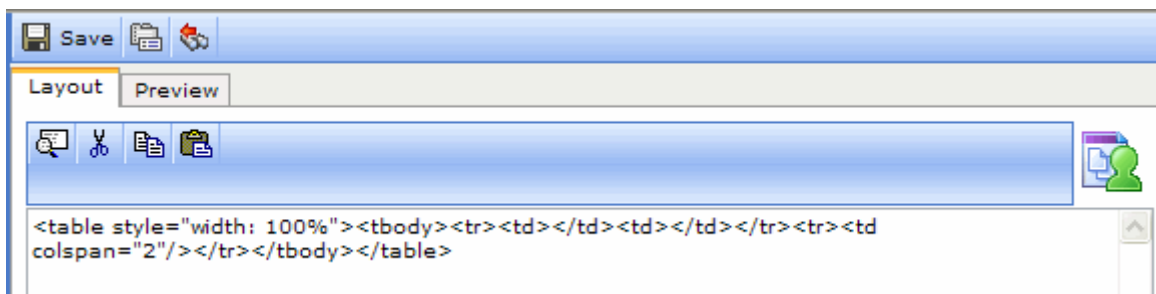 Save
Layout Preview
<table style="width: 100%"><tbody><tr><td></td><td></td></tr><tr><td
colspan="2"/></tr></tbody></table>